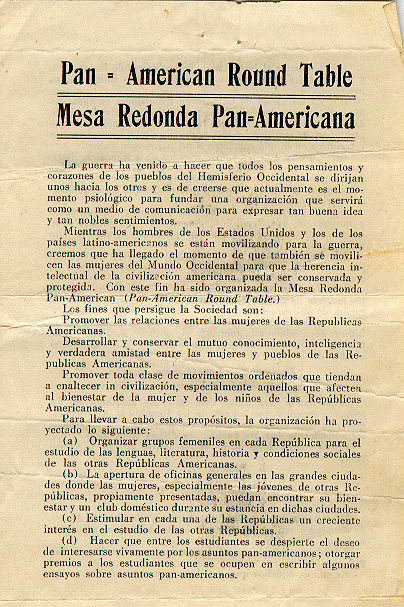 Pan = American Round Table
Mesa Redonda Pan=Americana
La guerra ha venido a hacer que todos los pensamientos y
corazones de los pueblos del Hemisferio Occidental se dirijan
unos hacia los otros y es de creerse que actualmente es el mo-
mento psiológico para fundar una organización que servirá
como un medio de comunicación para expresar tan buena idea
y tan nobles sentimientos.
Mientras los hombres de los Estados Unidos y los de los
países latino-americanos se están movilizando para la guerra,
creemos que ha llegado el momento de que también se movili-
cen las mujeres del Mundo Occidental para que la herencia in-
telectual de la civilización americana pueda ser conservada y
protegida. Con este fin ha sido organizada la Mesa Redonda
Pan-American (Pan-American Round Table.)
Los fines que persigue la Sociedad son:
Promover las relaciones entre las mujeres de las Republicas
Americanas.
Desarrollar y conservar el mutuo conocimiento, inteligencia
y verdadera amistad entre las mujeres y pueblos de las Re-
publicas Americanas.
Promover toda clase de movimientos ordenados que tiendan
a enaltecer in civilización, especialmente aquellos que afecten
al bienestar de la mujer y de los niños de las Repúblicas
Americanas.
Para llevar a cabo estos propósitos, la organización ha pro-
yectado lo siguiente:
(a) Organizar grupos femeniles en cada República para el
estudio de las lenguas, literatura, historia y condiciones sociales
de las otras Repúblicas Americanas.
(b) La apertura de oficinas generales en las grandes ciuda-
des donde las mujeres, especialmente las jóvenes de otras Re-
públicas, propiamente presentadas, puedan encontrar su bien-
estar y un club doméstico durante su estancia en dichas ciudades.
(c) Estimular en cada una de las Repúblicas un creciente
interés en el estudio de las otras Repúblicas.
(d) Hacer que entre los estudiantes se despierte el deseo
de interesarse vivamente por los asuntos pan-americanos; otorgar
premios a los estudiantes que se ocupen en escribir algunos
ensayos sobre asuntos pan-americanos.